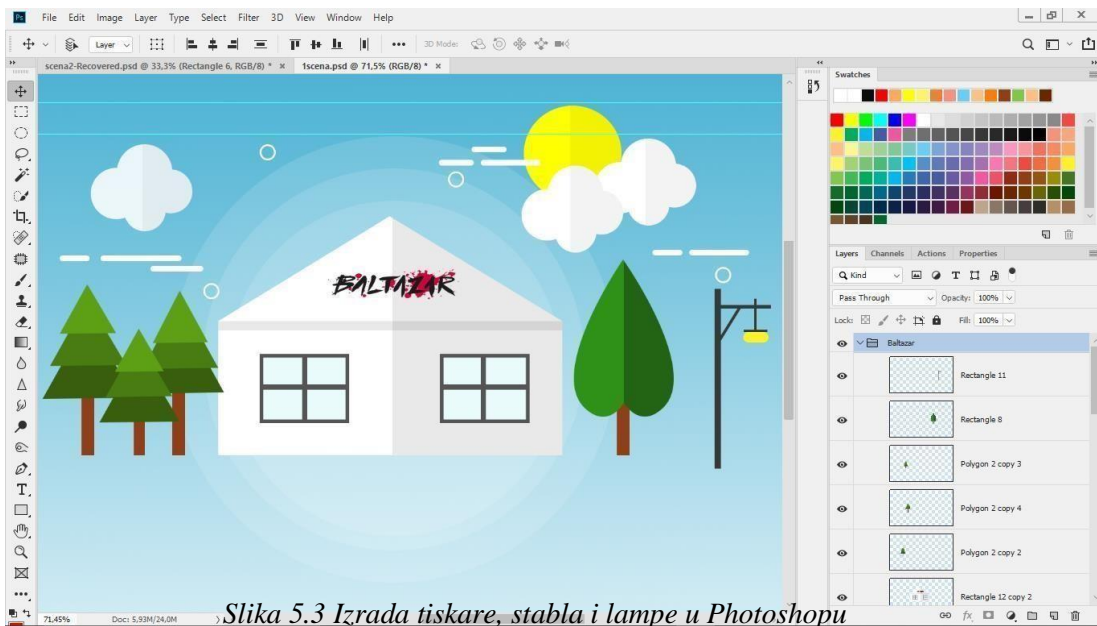 Ps File Edit Image Layer Type Select Filter 3D View Window Help
Layer 3D Mode:
scena2-Recovered.psd @ 33,3% (Rectangle 6, RGB/8) * × 1scena.psd @ 71,5% (RGB/8) * ×
Swatches
BALTAZAR
Layers Channels Actions Properties
Kind
Pass Through Opacity: 100%
Lock: Fill: 100%
Baltazar
Rectangle 11
Rectangle 8
Polygon 2 copy 3
Polygon 2 copy 4
Polygon 2 copy 2
Rectangle 12 copy 2
71,45% Doc: 5,93M/24,0M
Slika 5.3 Izrada tiskare, stabla i lampe u Photoshopu